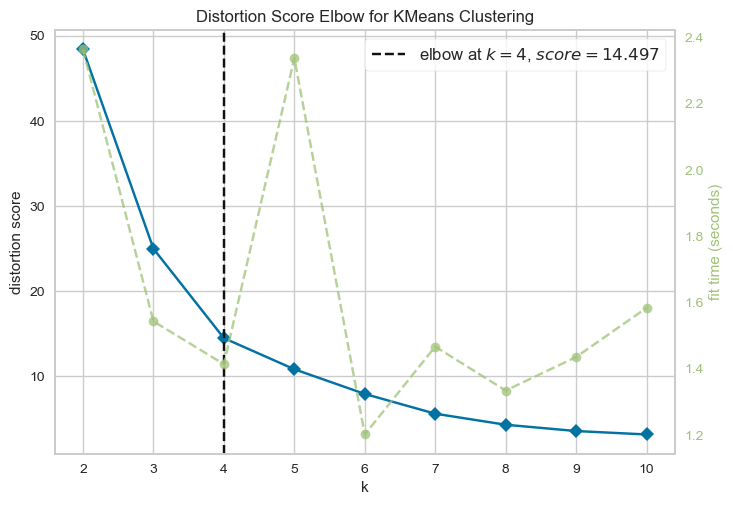 Distortion Score Elbow for KMeans Clustering
elbow at k = 4, score = 14.497
distortion score
50
40
30
20
10
2.4
2.2
2.0
1.8
1.6
1.4
1.2
fit time (seconds)
2 3 4 5 6 7 8 9 10
k